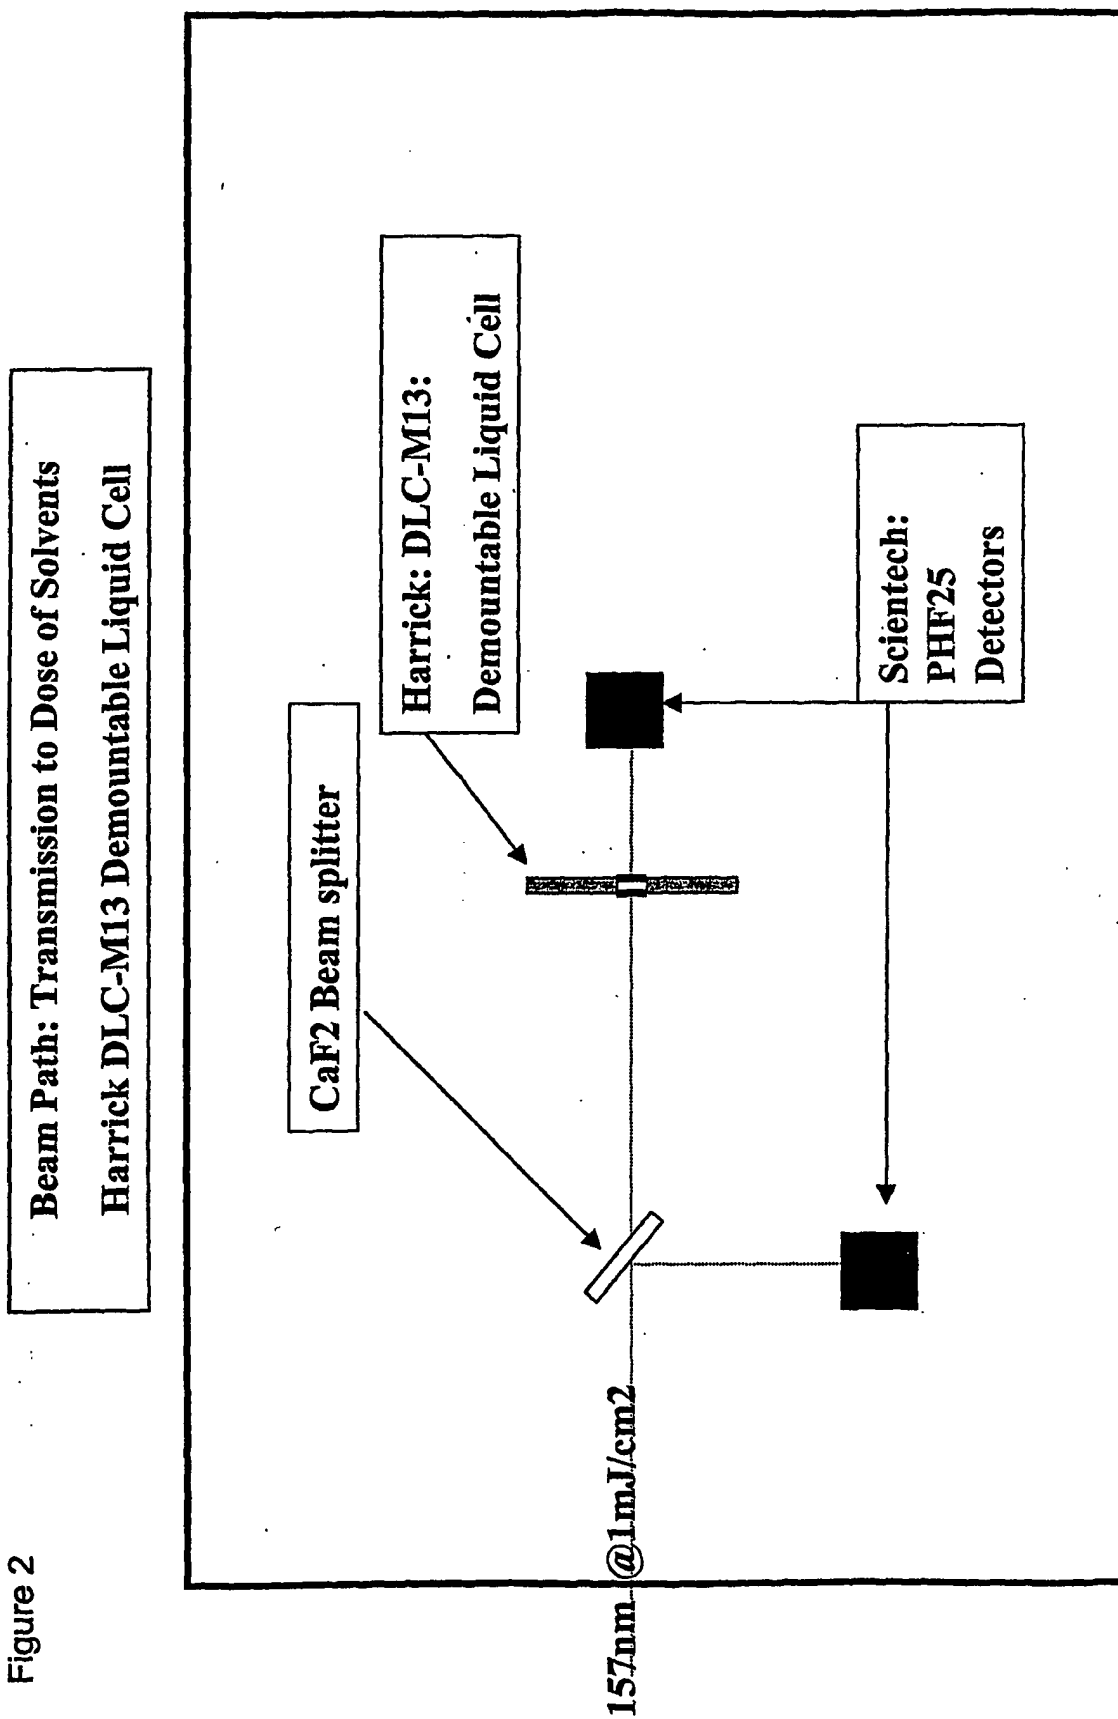 Figure 2
Beam Path: Transmission to Dose of Solvents
Harrick DLC-M13 Demountable Liquid Cell
CaF2 Beam splitter
Harrick: DLC-M13:
Demountable Liquid Cell
157nm @1mJ/cm2
Scientech:
PHF25
Detectors